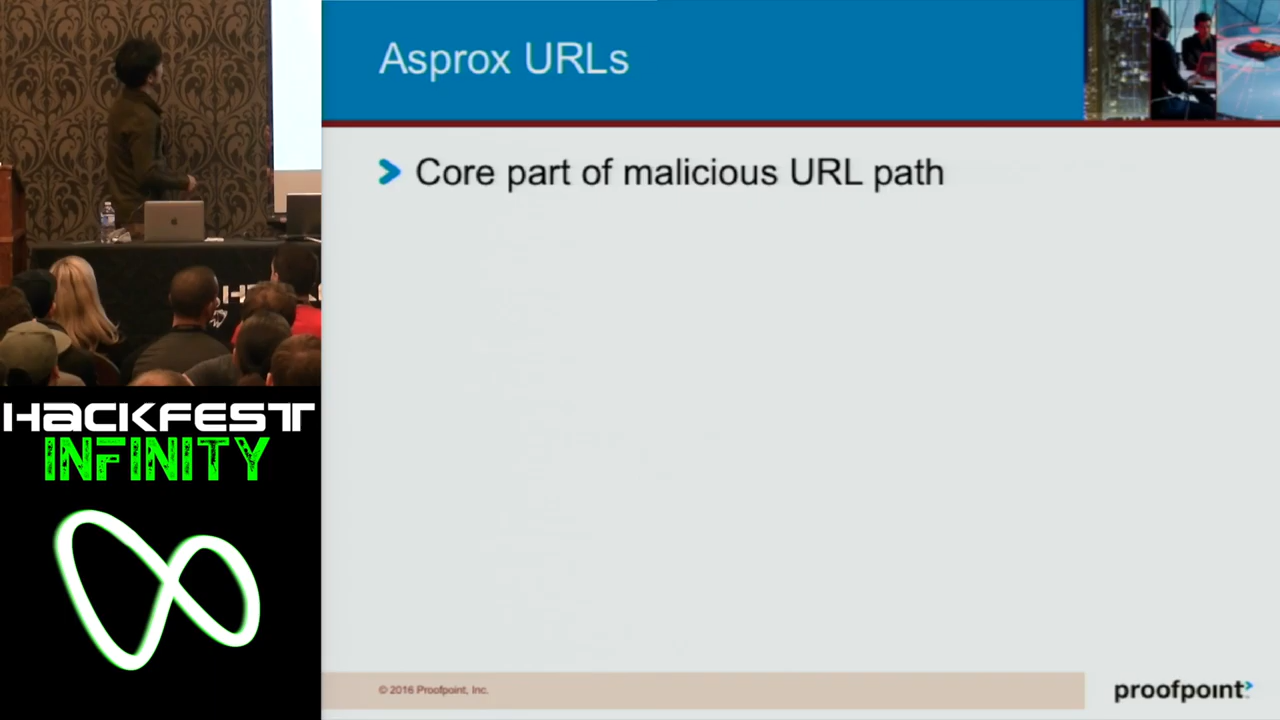 Asprox URLs
Core part of malicious URL path
HACKFEST
INFINITY
© 2016 Proofpoint, Inc.
proofpoint